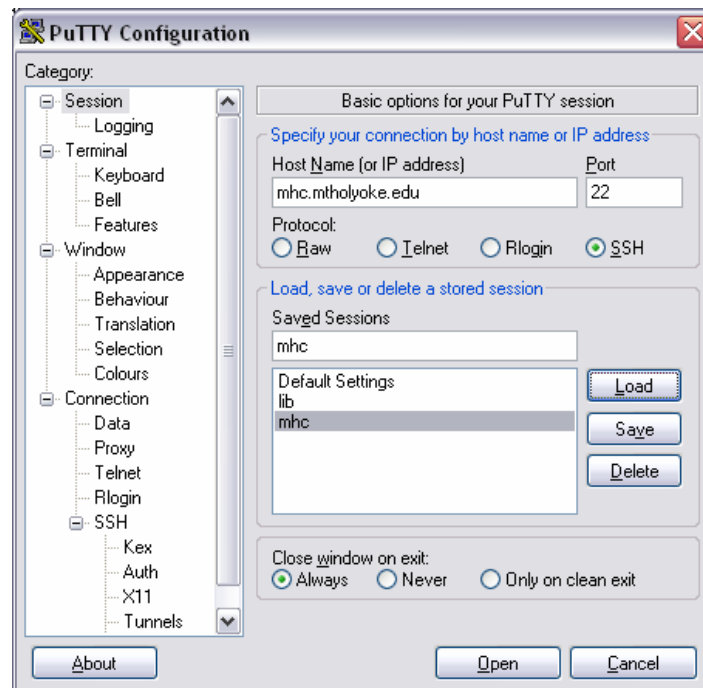 PuTTY Configuration
Category:
Session
Logging
Terminal
Keyboard
Bell
Features
Window
Appearance
Behaviour
Translation
Selection
Colours
Connection
Data
Proxy
Telnet
Rlogin
SSH
Kex
Auth
X11
Tunnels
Basic options for your PuTTY session
Specify your connection by host name or IP address
Host Name (or IP address) Port
mhc.mtholyoke.edu 22
Protocol:
Raw Telnet Rlogin SSH
Load, save or delete a stored session
Saved Sessions
mhc
Default Settings
lib
mhc
Load
Save
Delete
Close window on exit:
Always Never Only on clean exit
About Open Cancel